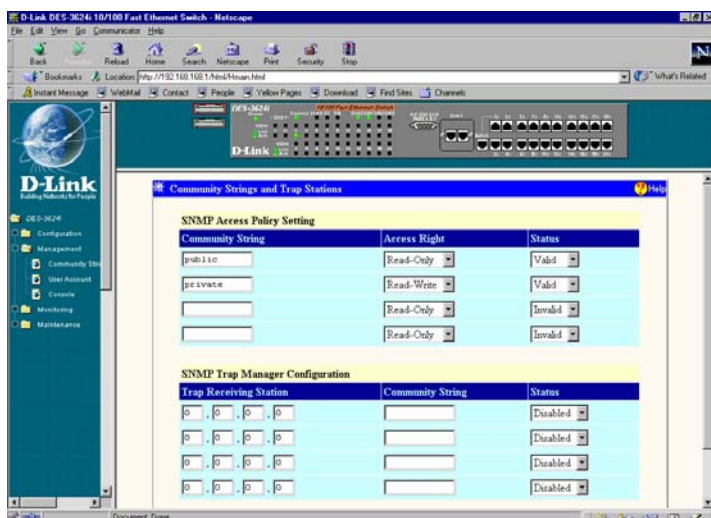 D-Link DES-3624i 10/100 Fast Ethernet Switch - Netscape
File Edit View Go Communicator Help
Back Reload Home Search Netscape Print Security Stop
Bookmarks Location: http://192.168.168.1/html/Hmain.html What's Related
Instant Message WebMail Contact People Yellow Pages Download Find Sites Channels
DES-3624i
D-Link
D-Link
Building Networks for People
DES-3624i
Configuration
Management
Community Stri
User Account
Console
Monitoring
Maintenance
Community Strings and Trap Stations Help
SNMP Access Policy Setting
Community String Access Right Status
public Read-Only Valid
private Read-Write Valid
Read-Only Invalid
Read-Only Invalid
SNMP Trap Manager Configuration
Trap Receiving Station Community String Status
0 . 0 . 0 . 0 Disabled
0 . 0 . 0 . 0 Disabled
0 . 0 . 0 . 0 Disabled
0 . 0 . 0 . 0 Disabled
Document: Done